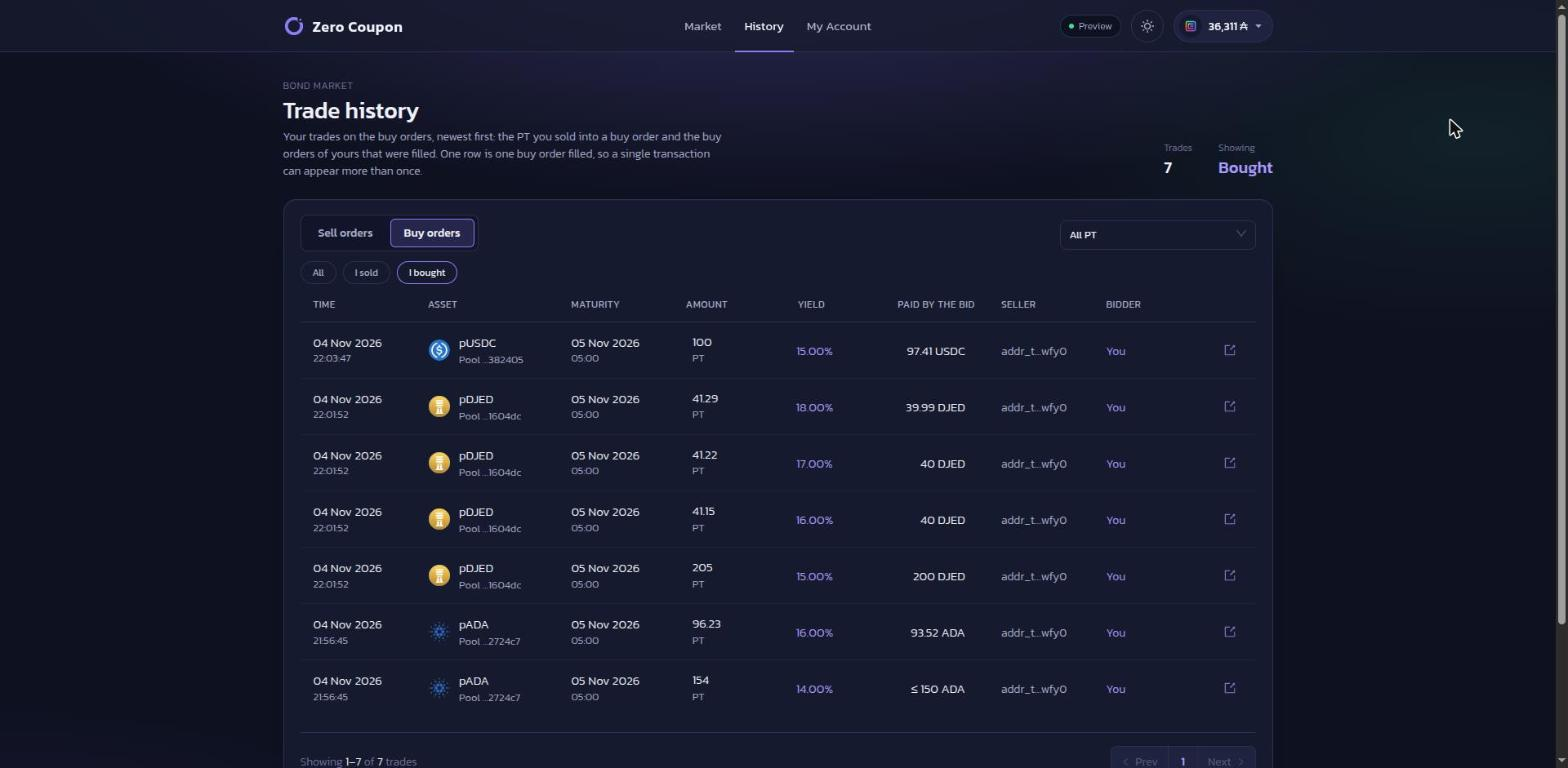 Zero Coupon
Market
History
My Account
Preview
36,311 ₳
BOND MARKET
Trade history
Your trades on the buy orders, newest first: the PT you sold into a buy order and the buy
orders of yours that were filled. One row is one buy order filled, so a single transaction
can appear more than once.
Trades
7
Showing
Bought
Sell orders
Buy orders
All PT
All
I sold
I bought
TIME ASSET MATURITY AMOUNT YIELD PAID BY THE BID SELLER BIDDER
04 Nov 2026 pUSDC 05 Nov 2026 100 15.00% 97.41 USDC addr_t...wfy0 You
22:03:47 Pool ...382405 05:00 PT
04 Nov 2026 pDJED 05 Nov 2026 41.29 18.00% 39.99 DJED addr_t...wfy0 You
22:01:52 Pool ...1604dc 05:00 PT
04 Nov 2026 pDJED 05 Nov 2026 41.22 17.00% 40 DJED addr_t...wfy0 You
22:01:52 Pool ...1604dc 05:00 PT
04 Nov 2026 pDJED 05 Nov 2026 41.15 16.00% 40 DJED addr_t...wfy0 You
22:01:52 Pool ...1604dc 05:00 PT
04 Nov 2026 pDJED 05 Nov 2026 205 15.00% 200 DJED addr_t...wfy0 You
22:01:52 Pool ...1604dc 05:00 PT
04 Nov 2026 pADA 05 Nov 2026 96.23 16.00% 93.52 ADA addr_t...wfy0 You
21:56:45 Pool ...2724c7 05:00 PT
04 Nov 2026 pADA 05 Nov 2026 154 14.00% ≤ 150 ADA addr_t...wfy0 You
21:56:45 Pool ...2724c7 05:00 PT
Showing 1–7 of 7 trades
Prev 1 Next